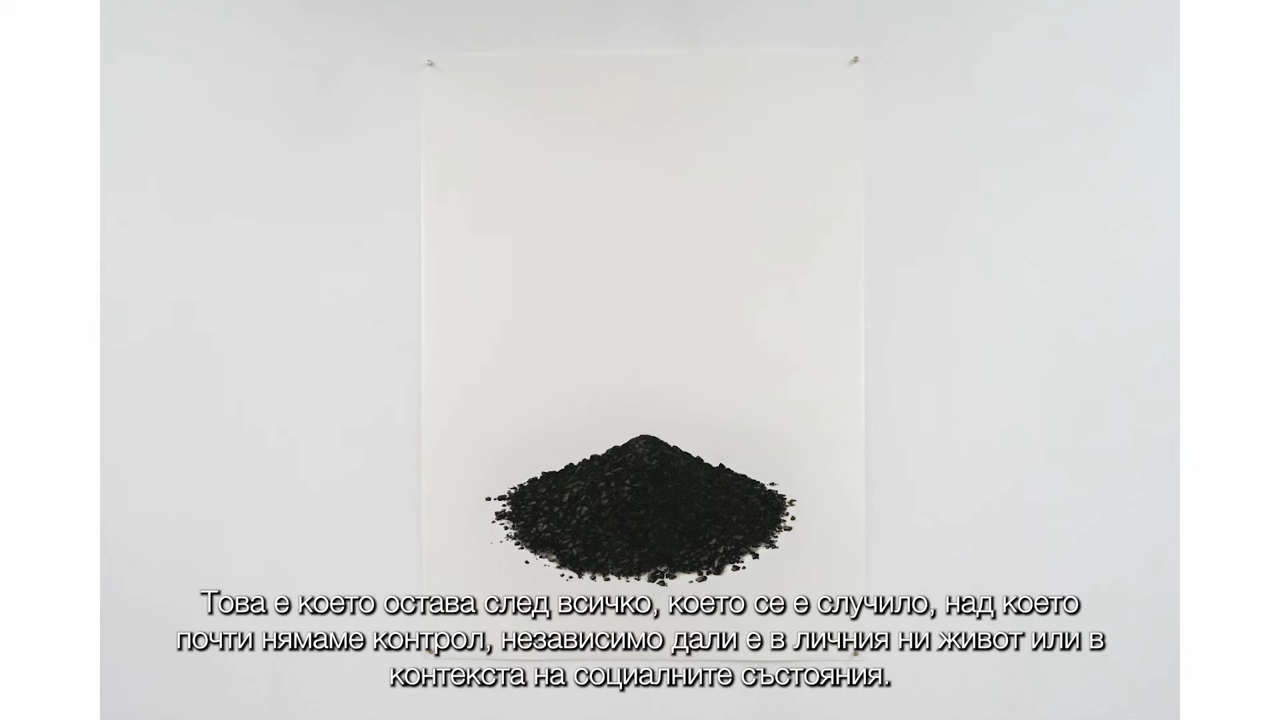 Това е което остава след всичко, което се е случило, над което
почти нямаме контрол, независимо дали е в личния ни живот или в
контекста на социалните състояния.